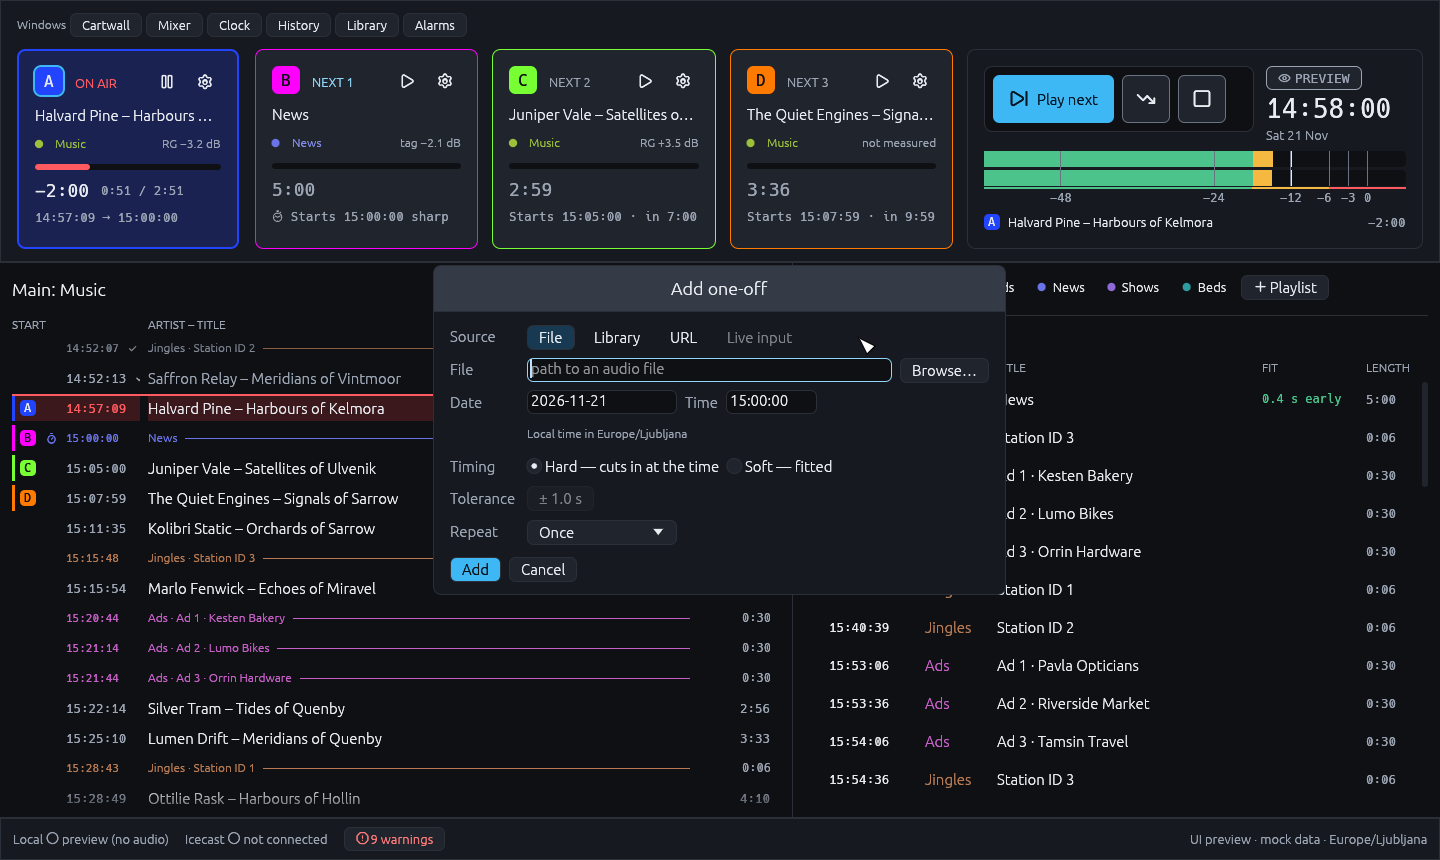 Windows Cartwall Mixer Clock History Library Alarms
A ON AIR
Halvard Pine – Harbours ...
Music RG −3.2 dB
−2:00 0:51 / 2:51
14:57:09 → 15:00:00
B NEXT 1
News
News tag −2.1 dB
5:00
Starts 15:00:00 sharp
C NEXT 2
Juniper Vale – Satellites o...
Music RG +3.5 dB
2:59
Starts 15:05:00 · in 7:00
D NEXT 3
The Quiet Engines – Signa...
Music not measured
3:36
Starts 15:07:59 · in 9:59
Play next
PREVIEW
14:58:00
Sat 21 Nov
−48 −24 −12 −6 −3 0
A Halvard Pine – Harbours of Kelmora −2:00
Main: Music
START ARTIST – TITLE
14:52:07 Jingles · Station ID 2
14:52:13 Saffron Relay – Meridians of Vintmoor
A 14:57:09 Halvard Pine – Harbours of Kelmora
B 15:00:00 News
C 15:05:00 Juniper Vale – Satellites of Ulvenik
D 15:07:59 The Quiet Engines – Signals of Sarrow
15:11:35 Kolibri Static – Orchards of Sarrow
15:15:48 Jingles · Station ID 3
15:15:54 Marlo Fenwick – Echoes of Miravel
15:20:44 Ads · Ad 1 · Kesten Bakery 0:30
15:21:14 Ads · Ad 2 · Lumo Bikes 0:30
15:21:44 Ads · Ad 3 · Orrin Hardware 0:30
15:22:14 Silver Tram – Tides of Quenby 2:56
15:25:10 Lumen Drift – Meridians of Quenby 3:33
15:28:43 Jingles · Station ID 1 0:06
15:28:49 Ottilie Rask – Harbours of Hollin 4:10
Add one-off
Source File Library URL Live input
File path to an audio file Browse...
Date 2026-11-21 Time 15:00:00
Local time in Europe/Ljubljana
Timing Hard — cuts in at the time Soft — fitted
Tolerance ± 1.0 s
Repeat Once
Add Cancel
ds News Shows Beds + Playlist
TLE FIT LENGTH
ews 0.4 s early 5:00
tation ID 3 0:06
d 1 · Kesten Bakery 0:30
d 2 · Lumo Bikes 0:30
d 3 · Orrin Hardware 0:30
tation ID 1 0:06
15:40:39 Jingles Station ID 2 0:06
15:53:06 Ads Ad 1 · Pavla Opticians 0:30
15:53:36 Ads Ad 2 · Riverside Market 0:30
15:54:06 Ads Ad 3 · Tamsin Travel 0:30
15:54:36 Jingles Station ID 3 0:06
Local preview (no audio) Icecast not connected 9 warnings
UI preview · mock data · Europe/Ljubljana